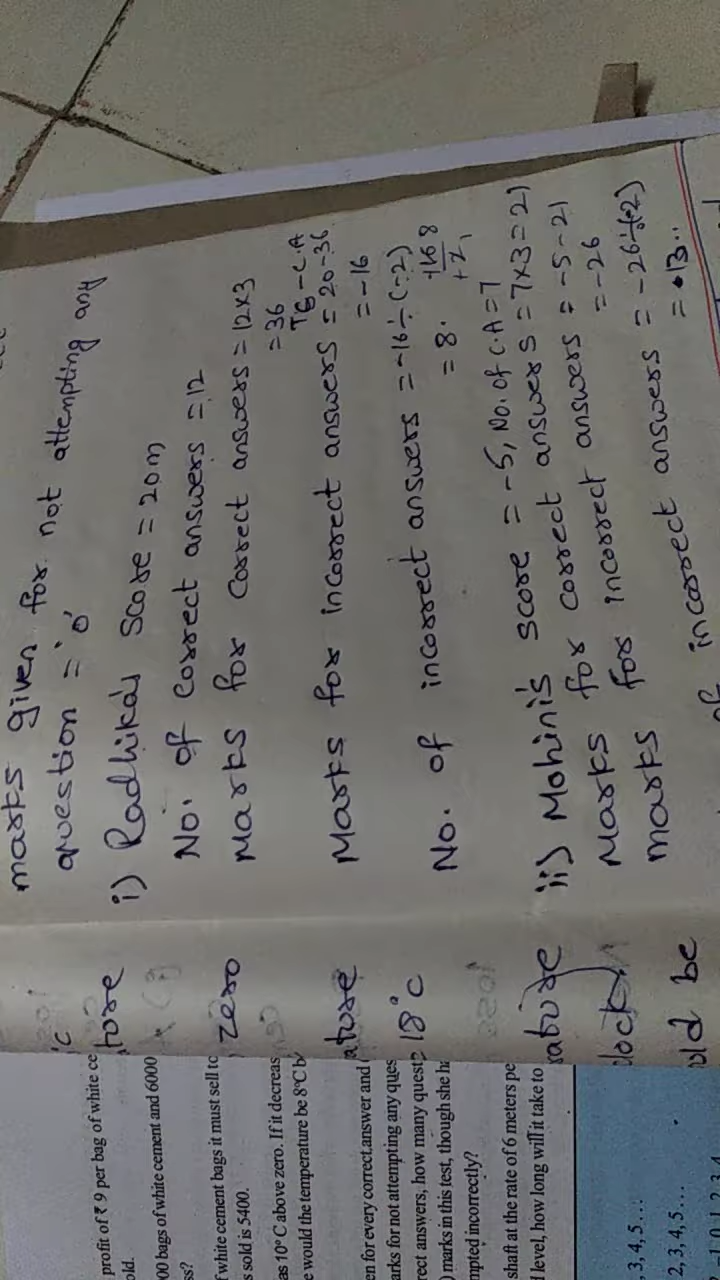 marks given for not attempting any
question = '0'
i) Radhika's score = 20m
No. of correct answers = 12
Marks for correct answers = 12×3
= 36
T.S - C.A
Marks for incorrect answers = 20-36
= -16
No. of incorrect answers = -16 ÷ (-2)
= 8.
ii) Mohini's score = -5, No. of C.A = 7
Marks for correct answers = 7×3 = 21
Marks for incorrect answers = -5-21
= -26
marks for incorrect answers = -26÷(-2)
= 13..
of incorrect answers
°c
zero
18°c
uld be
profit of ₹ 9 per bag of white ce
old.
00 bags of white cement and 6000
ss?
f white cement bags it must sell to
s sold is 5400.
as 10° C above zero. If it decreas
e would the temperature be 8°C b
en for every correct answer and
arks for not attempting any ques
rect answers, how many quest
) marks in this test, though she ha
mpted incorrectly?
shaft at the rate of 6 meters pe
l level, how long will it take to
3, 4, 5...
2, 3, 4, 5...